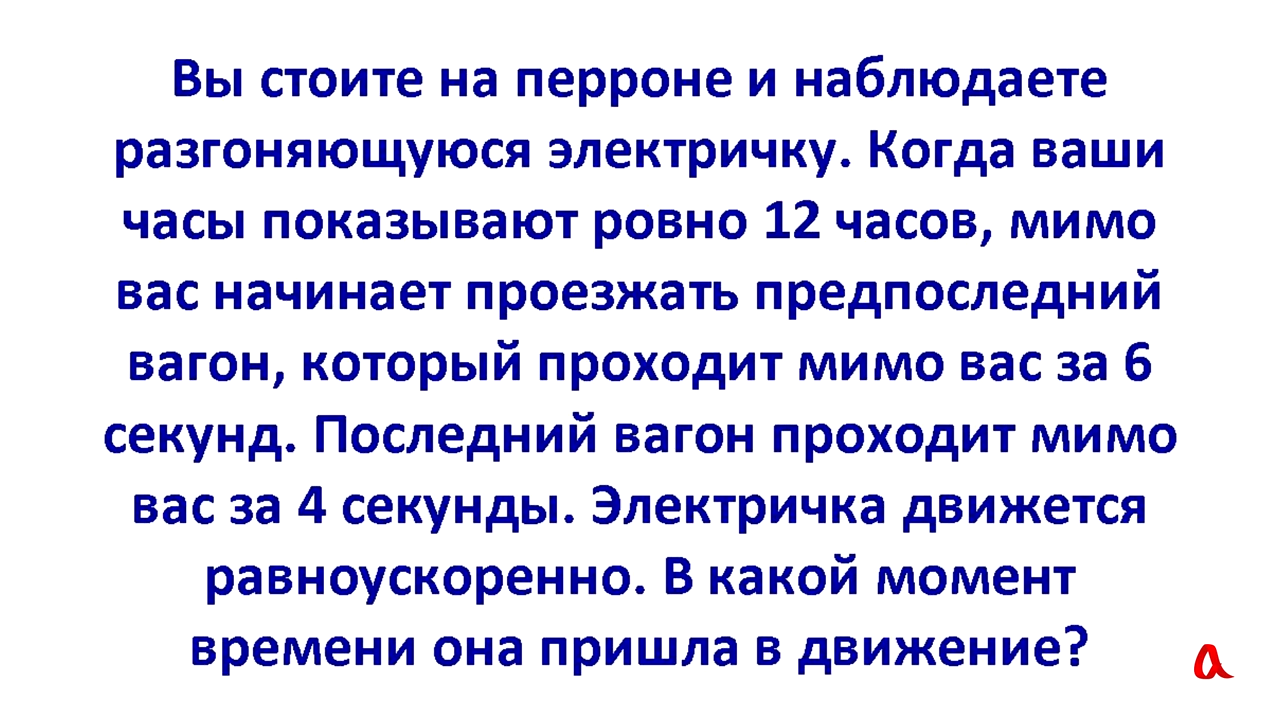 Вы стоите на перроне и наблюдаете
разгоняющуюся электричку. Когда ваши
часы показывают ровно 12 часов, мимо
вас начинает проезжать предпоследний
вагон, который проходит мимо вас за 6
секунд. Последний вагон проходит мимо
вас за 4 секунды. Электричка движется
равноускоренно. В какой момент
времени она пришла в движение?
a